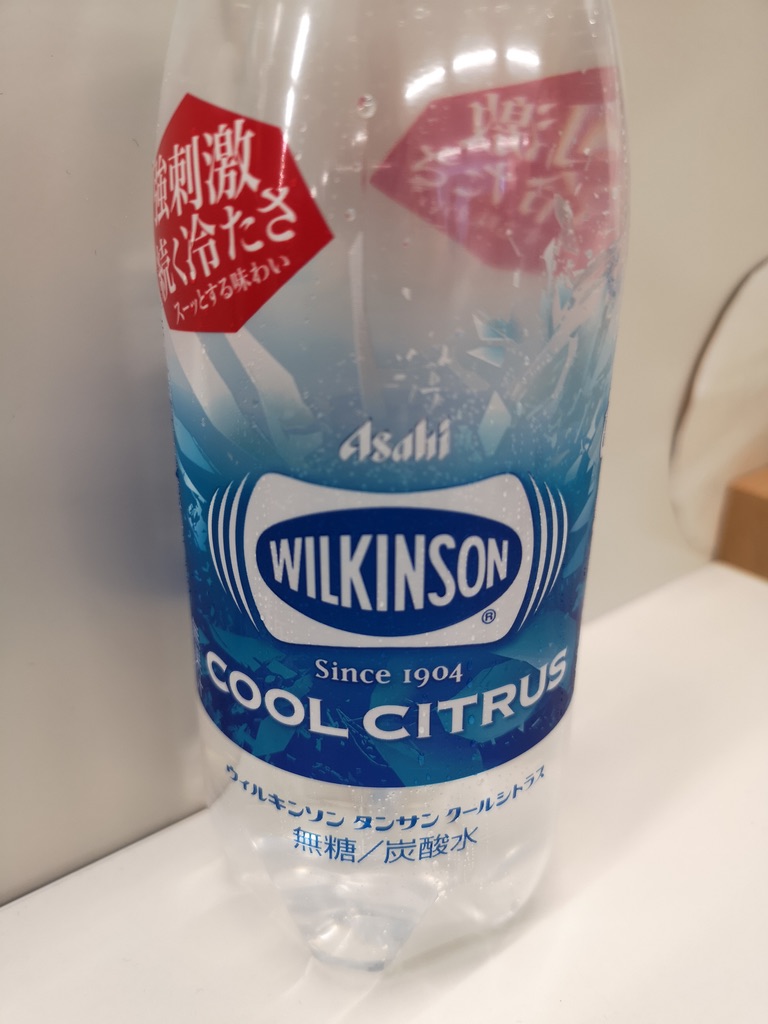 強刺激
続く冷たさ
スーッとする味わい
Asahi
WILKINSON
®
Since 1904
COOL CITRUS
ウィルキンソン タンサン クールシトラス
無糖/炭酸水